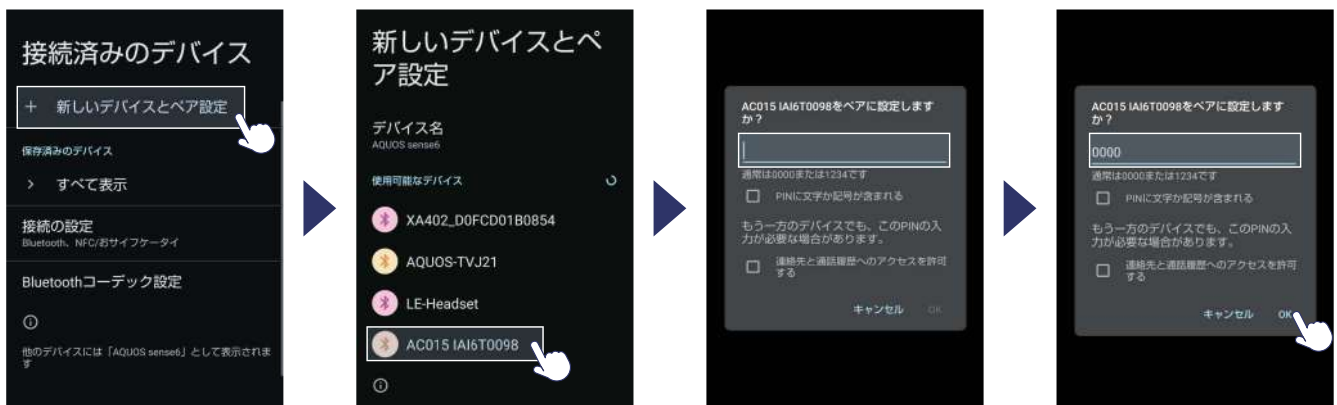 接続済みのデバイス
+ 新しいデバイスとペア設定
保存済みのデバイス
> すべて表示
接続の設定
Bluetooth、NFC/おサイフケータイ
Bluetoothコーデック設定
他のデバイスには「AQUOS sense6」として表示されま
す
新しいデバイスとペ
ア設定
デバイス名
AQUOS sense6
使用可能なデバイス
XA402_D0FCD01B0854
AQUOS-TVJ21
LE-Headset
AC015 IAI6T0098
AC015 IAI6T0098をペアに設定します
か？
通常は0000または1234です
PINに文字か記号が含まれる
もう一方のデバイスでも、このPINの入
力が必要な場合があります。
連絡先と通話履歴へのアクセスを許可
する
キャンセル OK
AC015 IAI6T0098をペアに設定します
か？
0000
通常は0000または1234です
PINに文字か記号が含まれる
もう一方のデバイスでも、このPINの入
力が必要な場合があります。
連絡先と通話履歴へのアクセスを許可
する
キャンセル OK